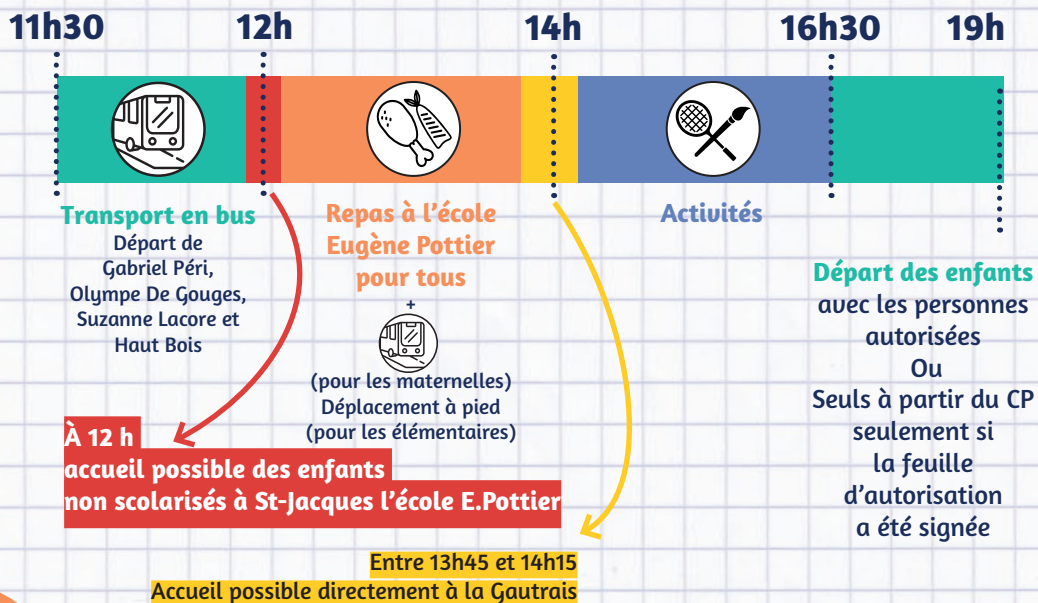 11h30
12h
14h
16h30
19h
Transport en bus
Départ de
Gabriel Péri,
Olympe De Gouges,
Suzanne Lacore et
Haut Bois
Repas à l'école
Eugène Pottier
pour tous
+
(pour les maternelles)
Déplacement à pied
(pour les élémentaires)
Activités
Départ des enfants
avec les personnes
autorisées
Ou
Seuls à partir du CP
seulement si
la feuille
d'autorisation
a été signée
À 12 h
accueil possible des enfants
non scolarisés à St-Jacques l'école E.Pottier
Entre 13h45 et 14h15
Accueil possible directement à la Gautrais